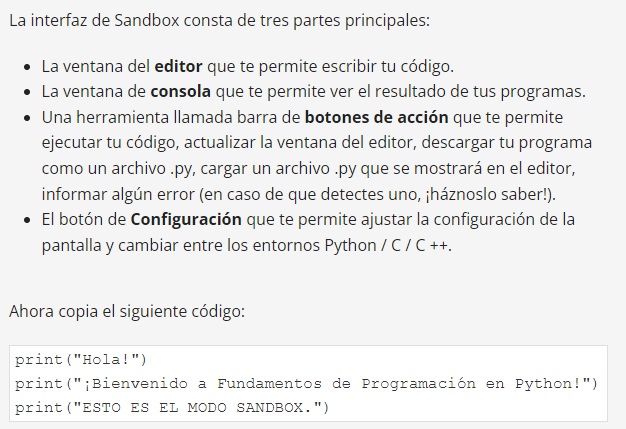 La interfaz de Sandbox consta de tres partes principales:
La ventana del editor que te permite escribir tu código.
La ventana de consola que te permite ver el resultado de tus programas.
Una herramienta llamada barra de botones de acción que te permite
ejecutar tu código, actualizar la ventana del editor, descargar tu programa
como un archivo .py, cargar un archivo .py que se mostrará en el editor,
informar algún error (en caso de que detectes uno, ¡háznoslo saber!).
El botón de Configuración que te permite ajustar la configuración de la
pantalla y cambiar entre los entornos Python / C / C ++.
Ahora copia el siguiente código:
print("Hola!")
print("¡Bienvenido a Fundamentos de Programación en Python!")
print("ESTO ES EL MODO SANDBOX.")